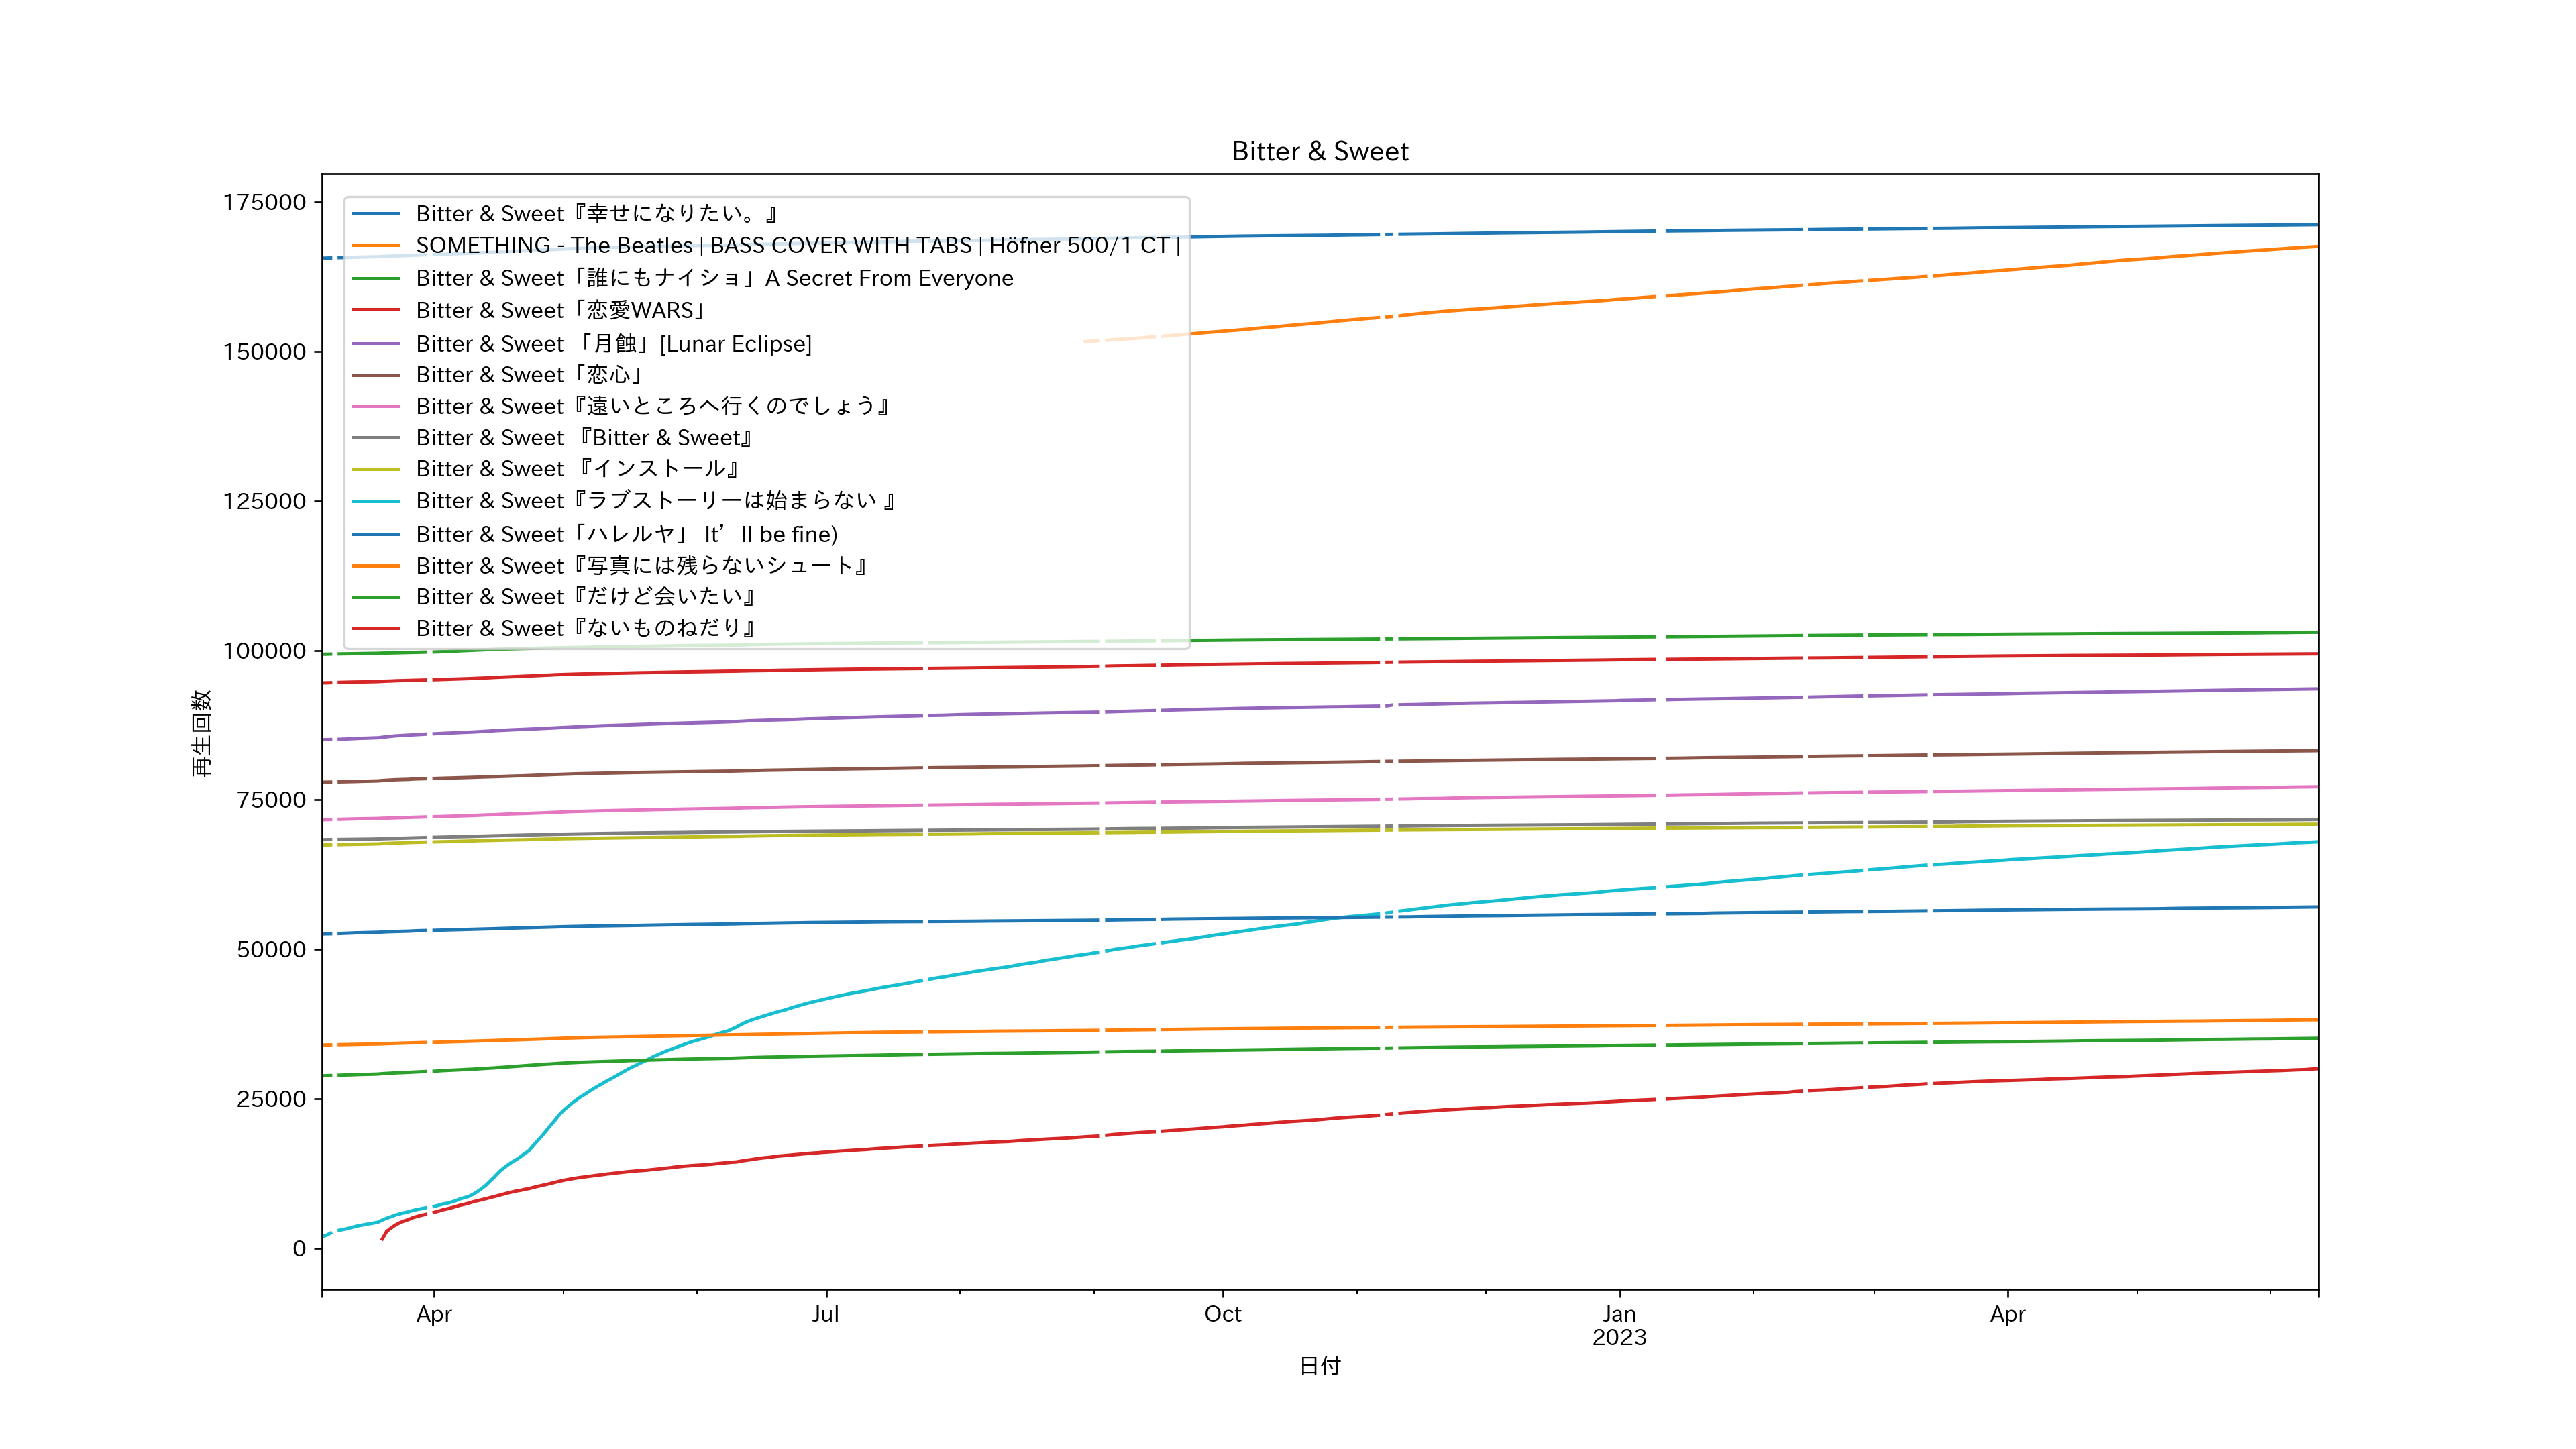 Bitter & Sweet
175000
150000
125000
100000
75000
50000
25000
0
再生回数
Bitter & Sweet『幸せになりたい。』
SOMETHING - The Beatles | BASS COVER WITH TABS | Höfner 500/1 CT |
Bitter & Sweet「誰にもナイショ」A Secret From Everyone
Bitter & Sweet「恋愛WARS」
Bitter & Sweet 「月蝕」[Lunar Eclipse]
Bitter & Sweet「恋心」
Bitter & Sweet『遠いところへ行くのでしょう』
Bitter & Sweet 『Bitter & Sweet』
Bitter & Sweet 『インストール』
Bitter & Sweet『ラブストーリーは始まらない 』
Bitter & Sweet「ハレルヤ」 It’ll be fine)
Bitter & Sweet『写真には残らないシュート』
Bitter & Sweet『だけど会いたい』
Bitter & Sweet『ないものねだり』
Apr
Jul
Oct
Jan
2023
Apr
日付